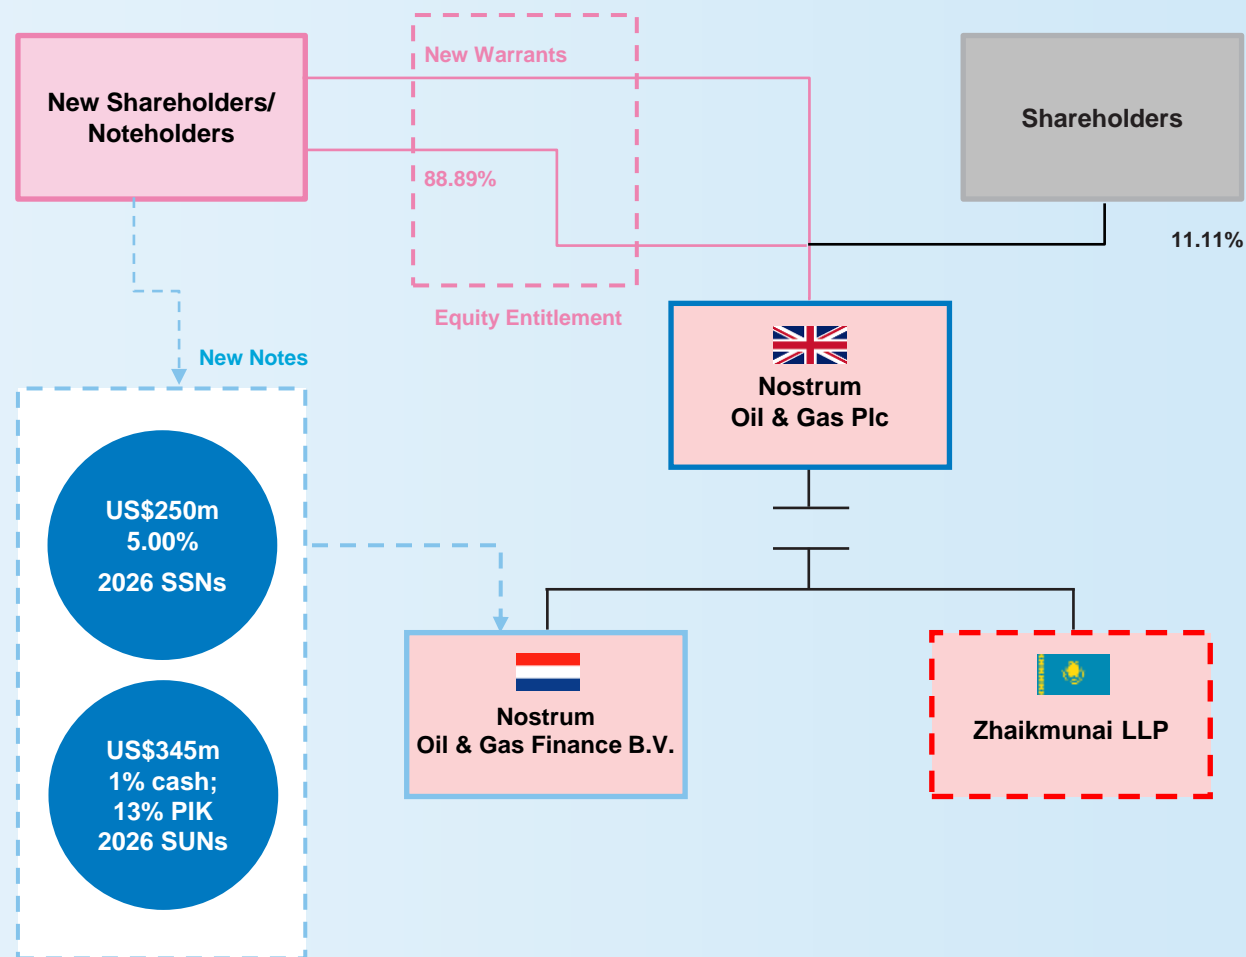 New Shareholders/
Noteholders
New Warrants
88.89%
Equity Entitlement
Shareholders
11.11%
New Notes
Nostrum
Oil & Gas Plc
US$250m
5.00%
2026 SSNs
US$345m
1% cash;
13% PIK
2026 SUNs
Nostrum
Oil & Gas Finance B.V.
Zhaikmunai LLP